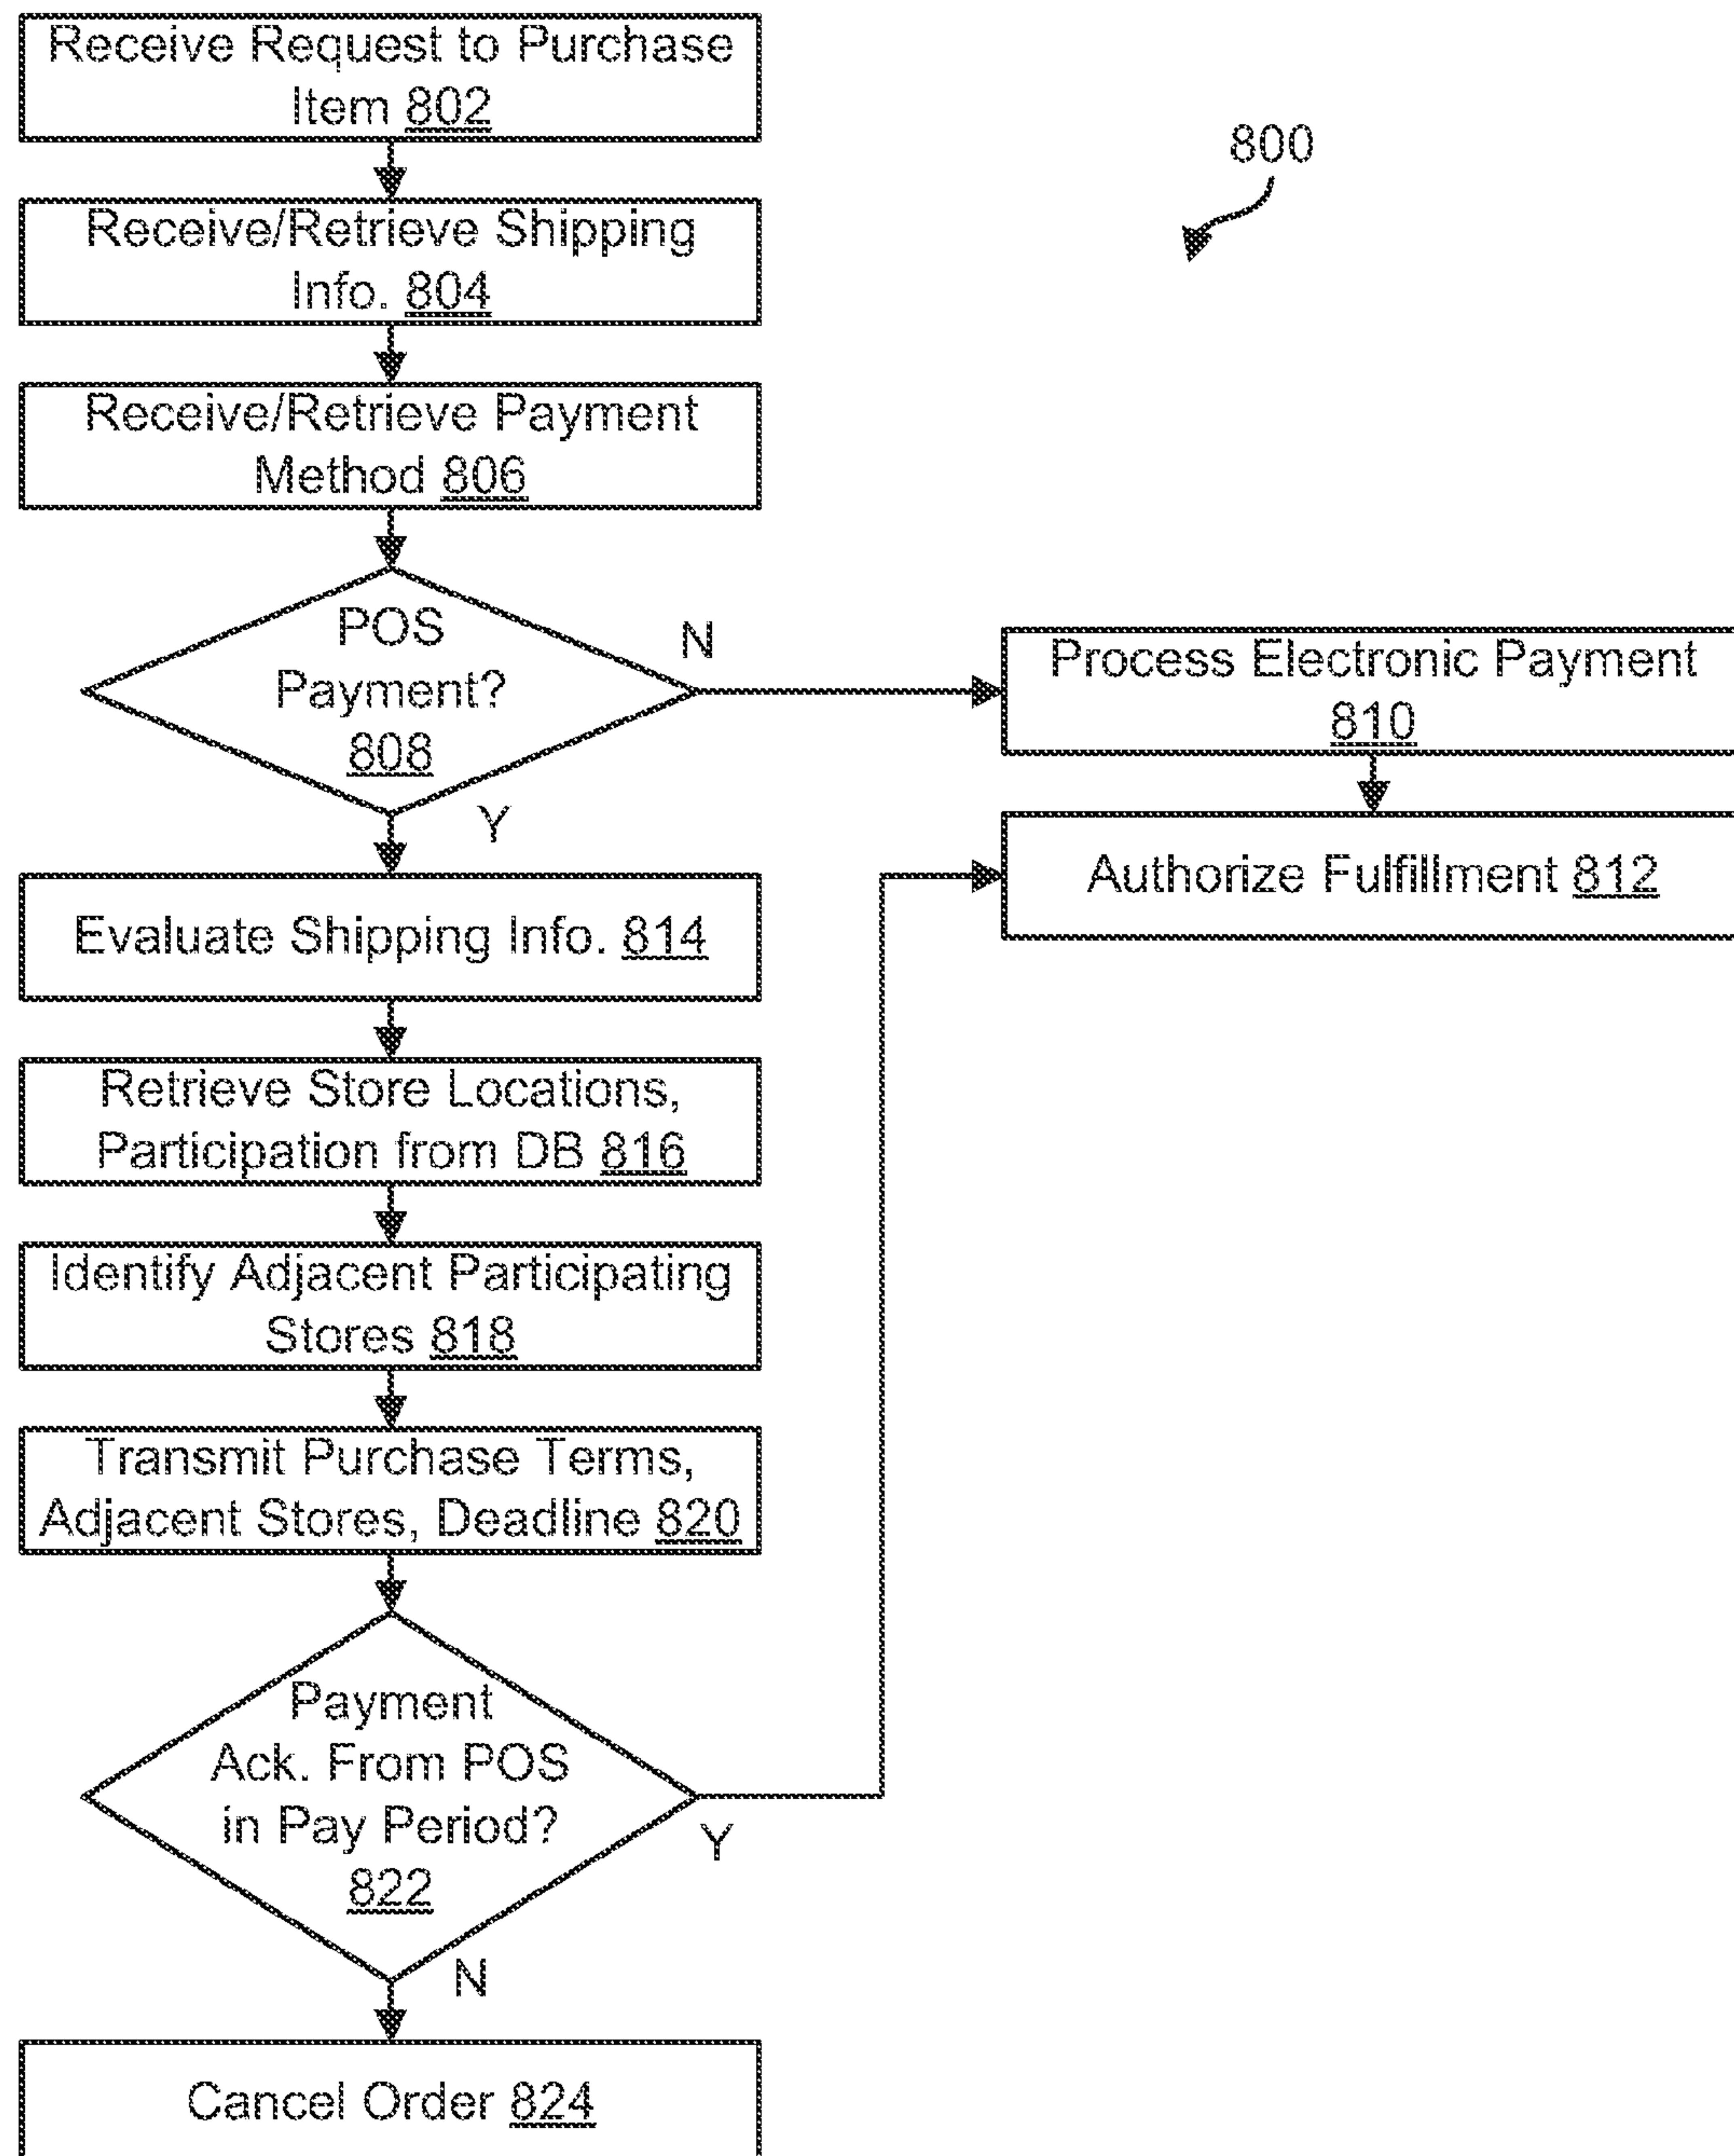 Receive Request to Purchase
Item 802
800
Receive/Retrieve Shipping
Info. 804
Receive/Retrieve Payment
Method 806
POS
Payment?
808
N
Y
Process Electronic Payment
810
Authorize Fulfillment 812
Evaluate Shipping Info. 814
Retrieve Store Locations,
Participation from DB 816
Identify Adjacent Participating
Stores 818
Transmit Purchase Terms,
Adjacent Stores, Deadline 820
Payment
Ack. From POS
in Pay Period?
822
Y
N
Cancel Order 824